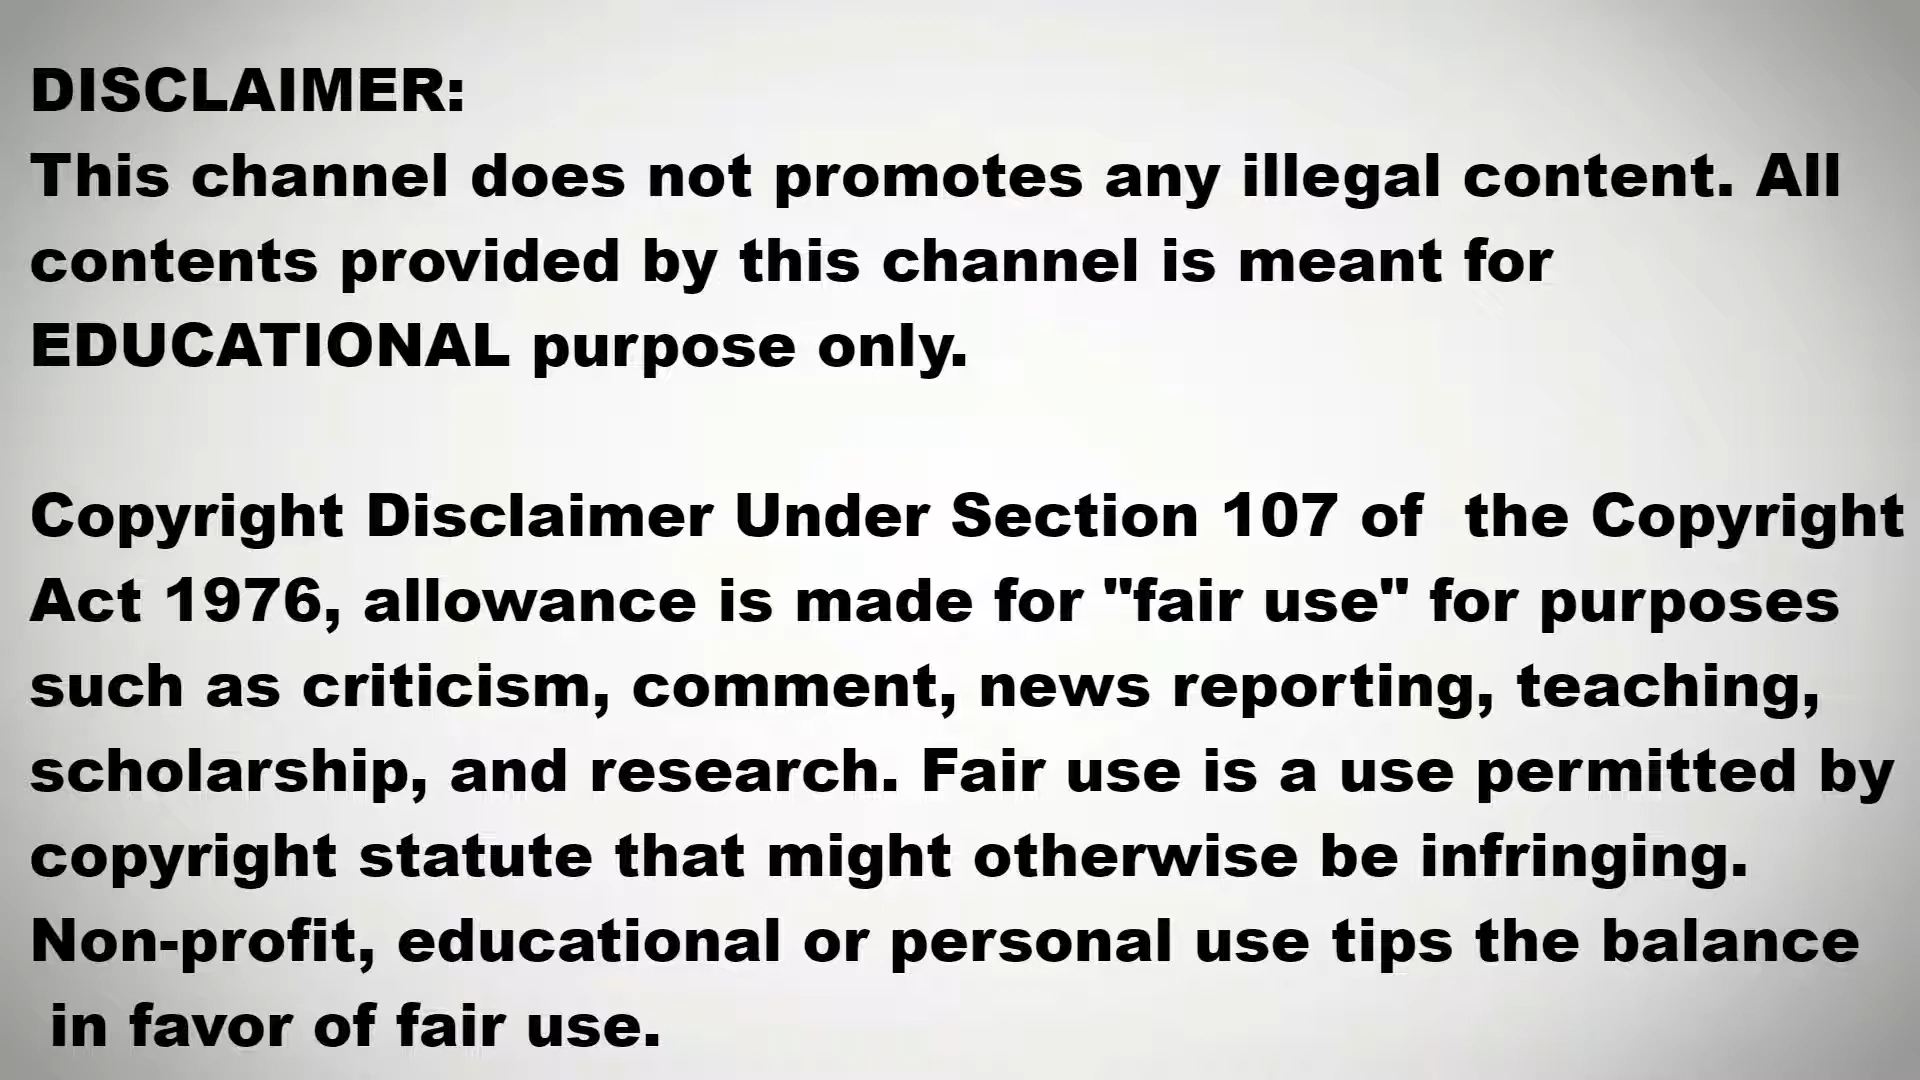 DISCLAIMER:
This channel does not promotes any illegal content. All
contents provided by this channel is meant for
EDUCATIONAL purpose only.
Copyright Disclaimer Under Section 107 of  the Copyright
Act 1976, allowance is made for "fair use" for purposes
such as criticism, comment, news reporting, teaching,
scholarship, and research. Fair use is a use permitted by
copyright statute that might otherwise be infringing.
Non-profit, educational or personal use tips the balance
in favor of fair use.